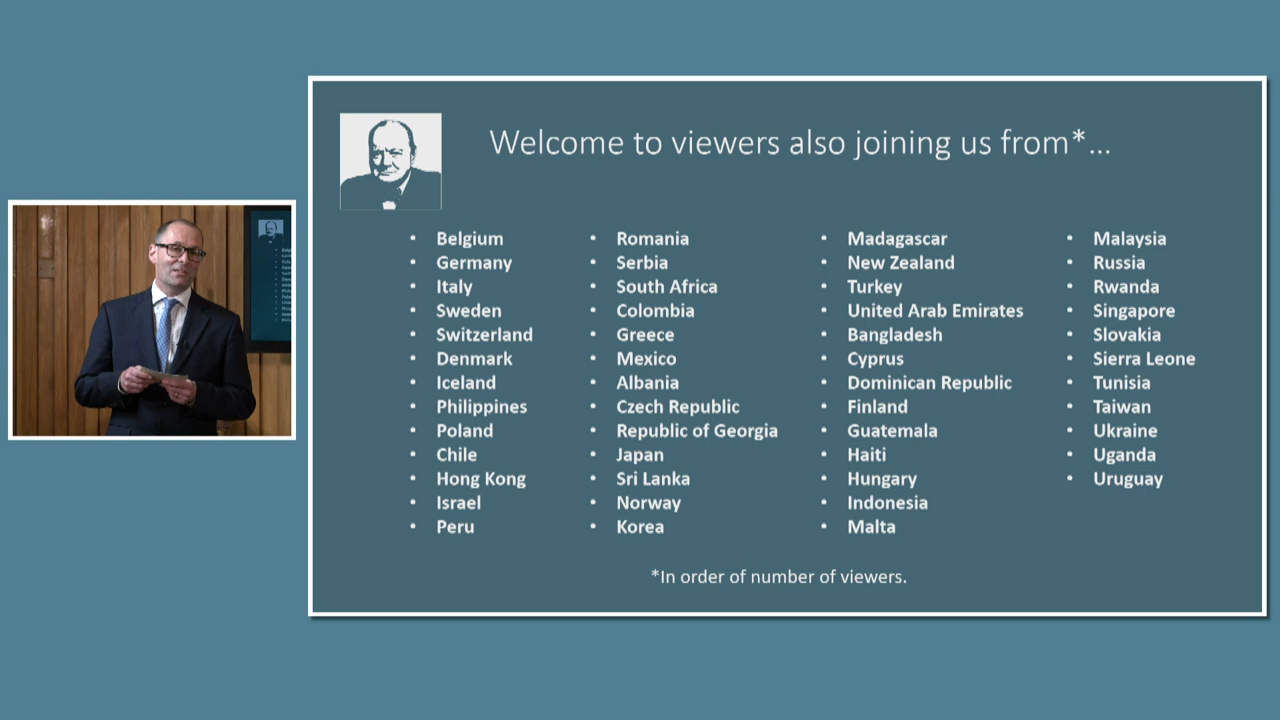 Welcome to viewers also joining us from*...
• Belgium
• Germany
• Italy
• Sweden
• Switzerland
• Denmark
• Iceland
• Philippines
• Poland
• Chile
• Hong Kong
• Israel
• Peru
• Romania
• Serbia
• South Africa
• Colombia
• Greece
• Mexico
• Albania
• Czech Republic
• Republic of Georgia
• Japan
• Sri Lanka
• Norway
• Korea
• Madagascar
• New Zealand
• Turkey
• United Arab Emirates
• Bangladesh
• Cyprus
• Dominican Republic
• Finland
• Guatemala
• Haiti
• Hungary
• Indonesia
• Malta
• Malaysia
• Russia
• Rwanda
• Singapore
• Slovakia
• Sierra Leone
• Tunisia
• Taiwan
• Ukraine
• Uganda
• Uruguay
*In order of number of viewers.